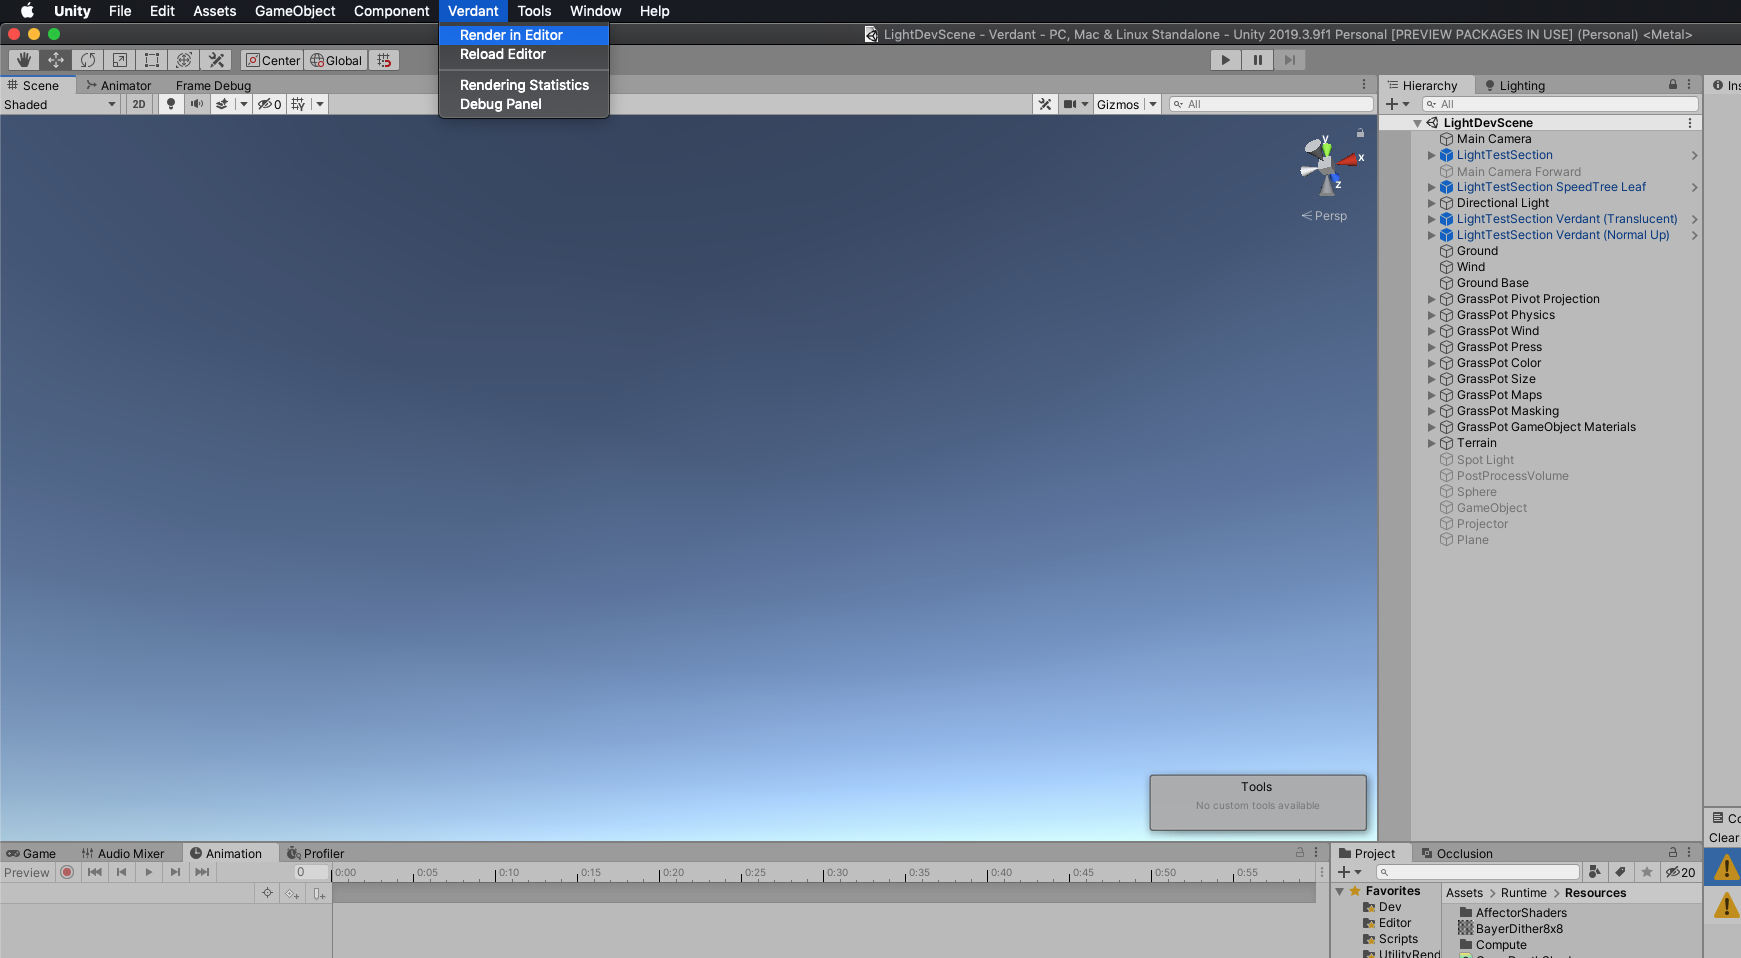 Unity File Edit Assets GameObject Component Verdant Tools Window Help
Render in Editor
Reload Editor
Rendering Statistics
Debug Panel
LightDevScene - Verdant - PC, Mac & Linux Standalone - Unity 2019.3.9f1 Personal [PREVIEW PACKAGES IN USE] (Personal) <Metal>
Center Global
Scene Animator Frame Debug
Shaded 2D 0 Gizmos All
y
x
z
Persp
Tools
No custom tools available
Hierarchy Lighting
All
LightDevScene
Main Camera
LightTestSection
Main Camera Forward
LightTestSection SpeedTree Leaf
Directional Light
LightTestSection Verdant (Translucent)
LightTestSection Verdant (Normal Up)
Ground
Wind
Ground Base
GrassPot Pivot Projection
GrassPot Physics
GrassPot Wind
GrassPot Press
GrassPot Color
GrassPot Size
GrassPot Maps
GrassPot Masking
GrassPot GameObject Materials
Terrain
Spot Light
PostProcessVolume
Sphere
GameObject
Projector
Plane
Ins
Co
Clear
Game Audio Mixer Animation Profiler
Preview 0 0:00 0:05 0:10 0:15 0:20 0:25 0:30 0:35 0:40 0:45 0:50 0:55
Project Occlusion
20
Favorites
Dev
Editor
Scripts
UtilityRend
Assets > Runtime > Resources
AffectorShaders
BayerDither8x8
Compute